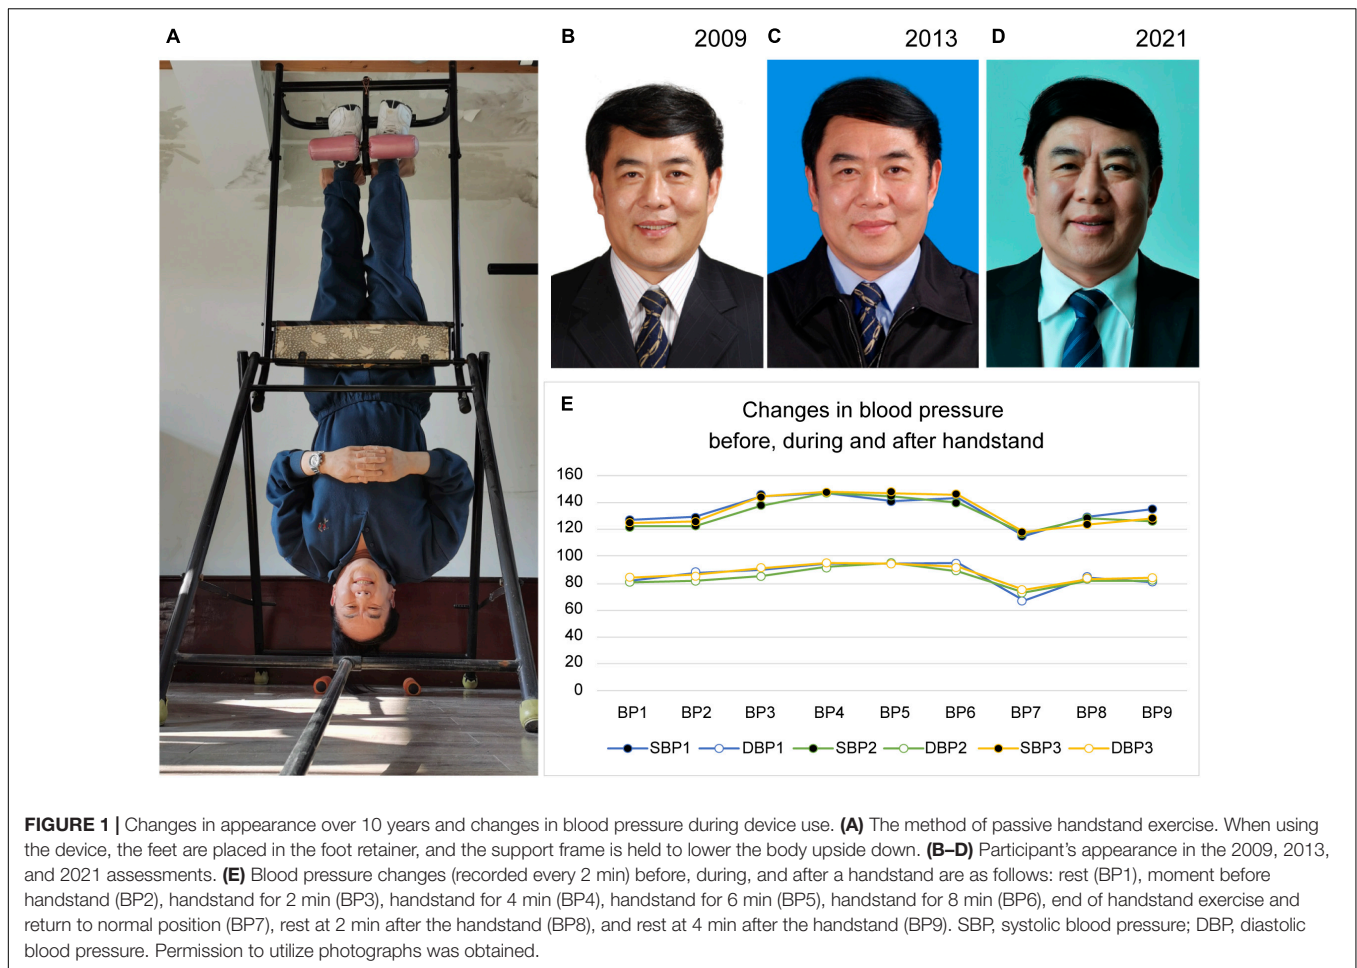 A
B 2009 C 2013 D 2021
E Changes in blood pressure
before, during and after handstand
160
140
120
100
80
60
40
20
0
BP1 BP2 BP3 BP4 BP5 BP6 BP7 BP8 BP9
SBP1 DBP1 SBP2 DBP2 SBP3 DBP3
FIGURE 1 | Changes in appearance over 10 years and changes in blood pressure during device use. (A) The method of passive handstand exercise. When using
the device, the feet are placed in the foot retainer, and the support frame is held to lower the body upside down. (B–D) Participant's appearance in the 2009, 2013,
and 2021 assessments. (E) Blood pressure changes (recorded every 2 min) before, during, and after a handstand are as follows: rest (BP1), moment before
handstand (BP2), handstand for 2 min (BP3), handstand for 4 min (BP4), handstand for 6 min (BP5), handstand for 8 min (BP6), end of handstand exercise and
return to normal position (BP7), rest at 2 min after the handstand (BP8), and rest at 4 min after the handstand (BP9). SBP, systolic blood pressure; DBP, diastolic
blood pressure. Permission to utilize photographs was obtained.